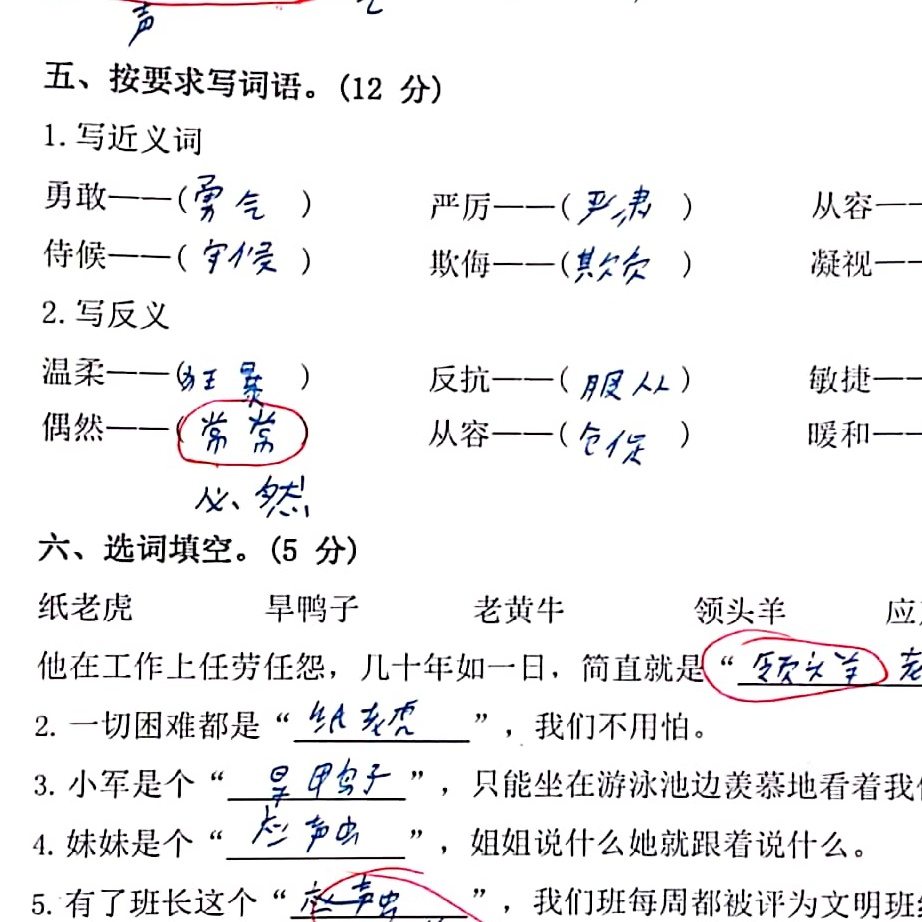 声
五、按要求写词语。(12 分)
1. 写近义词
勇敢——(勇气) 严厉——(严肃) 从容——
侍候——(守候) 欺侮——(欺负) 凝视——
2. 写反义
温柔——(狂暴) 反抗——(服从) 敏捷——
偶然——(常常) 从容——(仓促) 暖和——
必然
六、选词填空。(5 分)
纸老虎 旱鸭子 老黄牛 领头羊 应
他在工作上任劳任怨，几十年如一日，简直就是“领头羊 老
2. 一切困难都是“纸老虎”，我们不用怕。
3. 小军是个“旱鸭子”，只能坐在游泳池边羡慕地看着我们
4. 妹妹是个“应声虫”，姐姐说什么她就跟着说什么。
5. 有了班长这个“应声虫”，我们班每周都被评为文明班